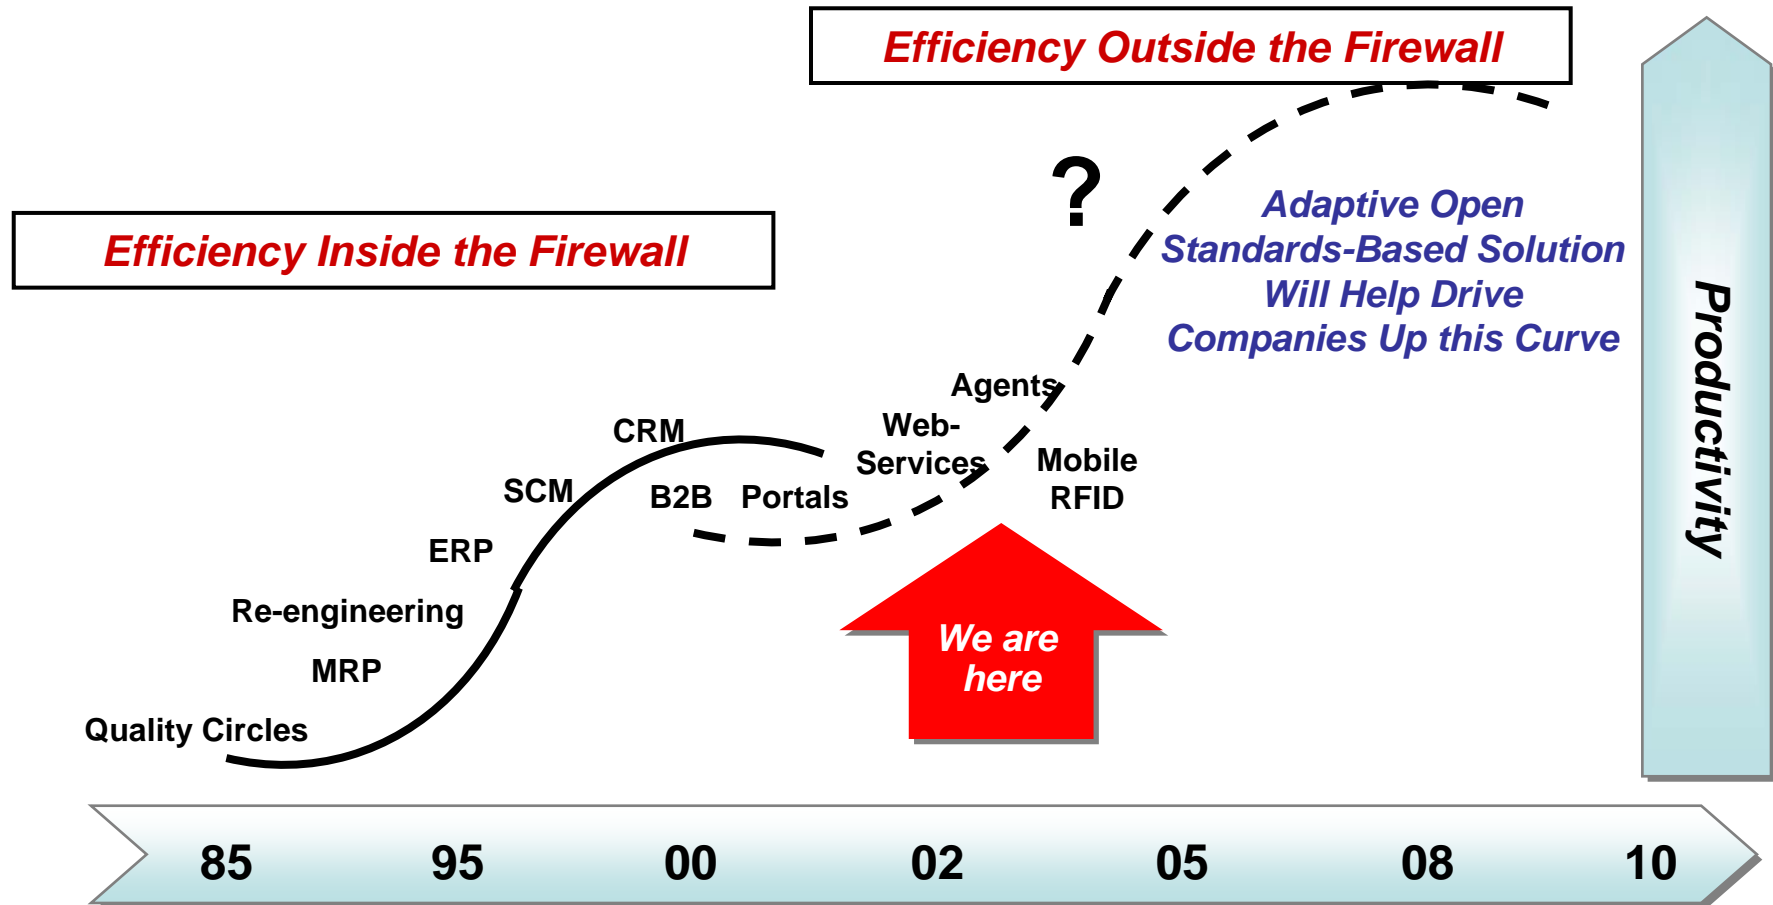 Efficiency Outside the Firewall
?
Efficiency Inside the Firewall
Adaptive Open
Standards-Based Solution
Will Help Drive
Companies Up this Curve
Productivity
Agents
Web-
Services
CRM
Mobile
RFID
SCM
B2B
Portals
ERP
Re-engineering
MRP
Quality Circles
We are
here
85 95 00 02 05 08 10